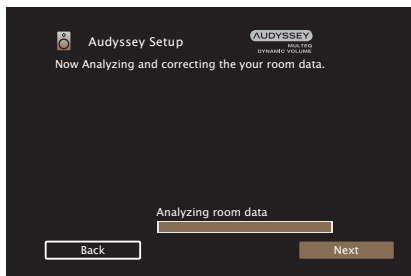 Audyssey Setup
AUDYSSEY
MULTEQ
DYNAMIC VOLUME
Now Analyzing and correcting the your room data.
Analyzing room data
Back
Next